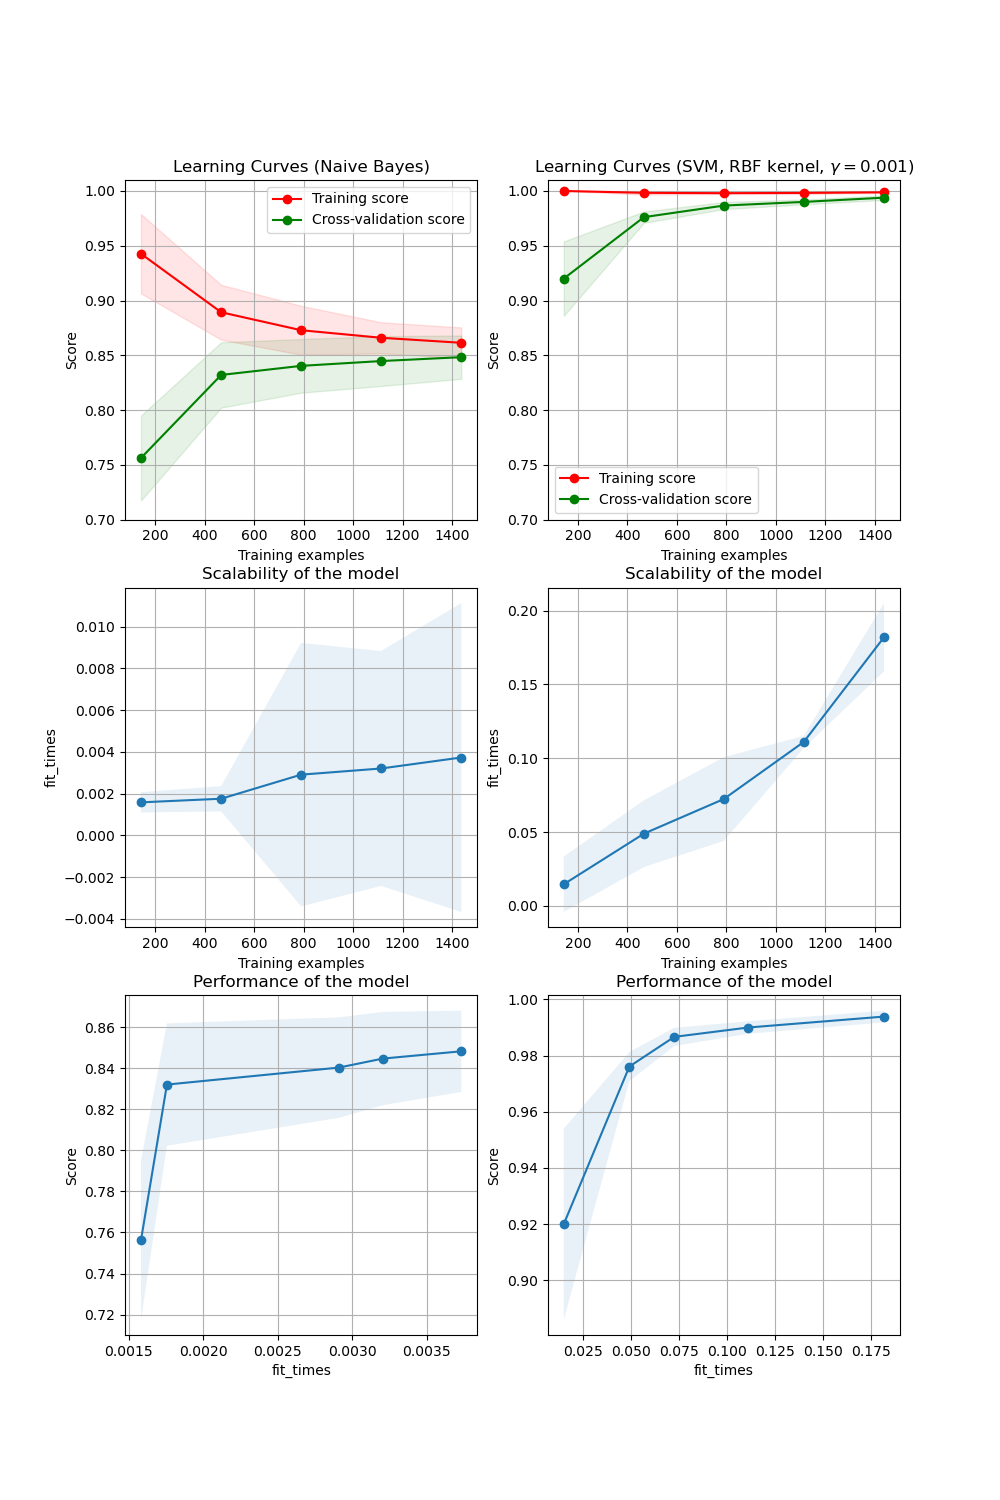 Learning Curves (Naive Bayes)
Score
1.00
0.95
0.90
0.85
0.80
0.75
0.70
Training score
Cross-validation score
200 400 600 800 1000 1200 1400
Training examples
Learning Curves (SVM, RBF kernel, γ = 0.001)
Score
1.00
0.95
0.90
0.85
0.80
0.75
0.70
Training score
Cross-validation score
200 400 600 800 1000 1200 1400
Training examples
Scalability of the model
fit_times
0.010
0.008
0.006
0.004
0.002
0.000
−0.002
−0.004
200 400 600 800 1000 1200 1400
Training examples
Scalability of the model
fit_times
0.20
0.15
0.10
0.05
0.00
200 400 600 800 1000 1200 1400
Training examples
Performance of the model
Score
0.86
0.84
0.82
0.80
0.78
0.76
0.74
0.72
0.0015 0.0020 0.0025 0.0030 0.0035
fit_times
Performance of the model
Score
1.00
0.98
0.96
0.94
0.92
0.90
0.025 0.050 0.075 0.100 0.125 0.150 0.175
fit_times